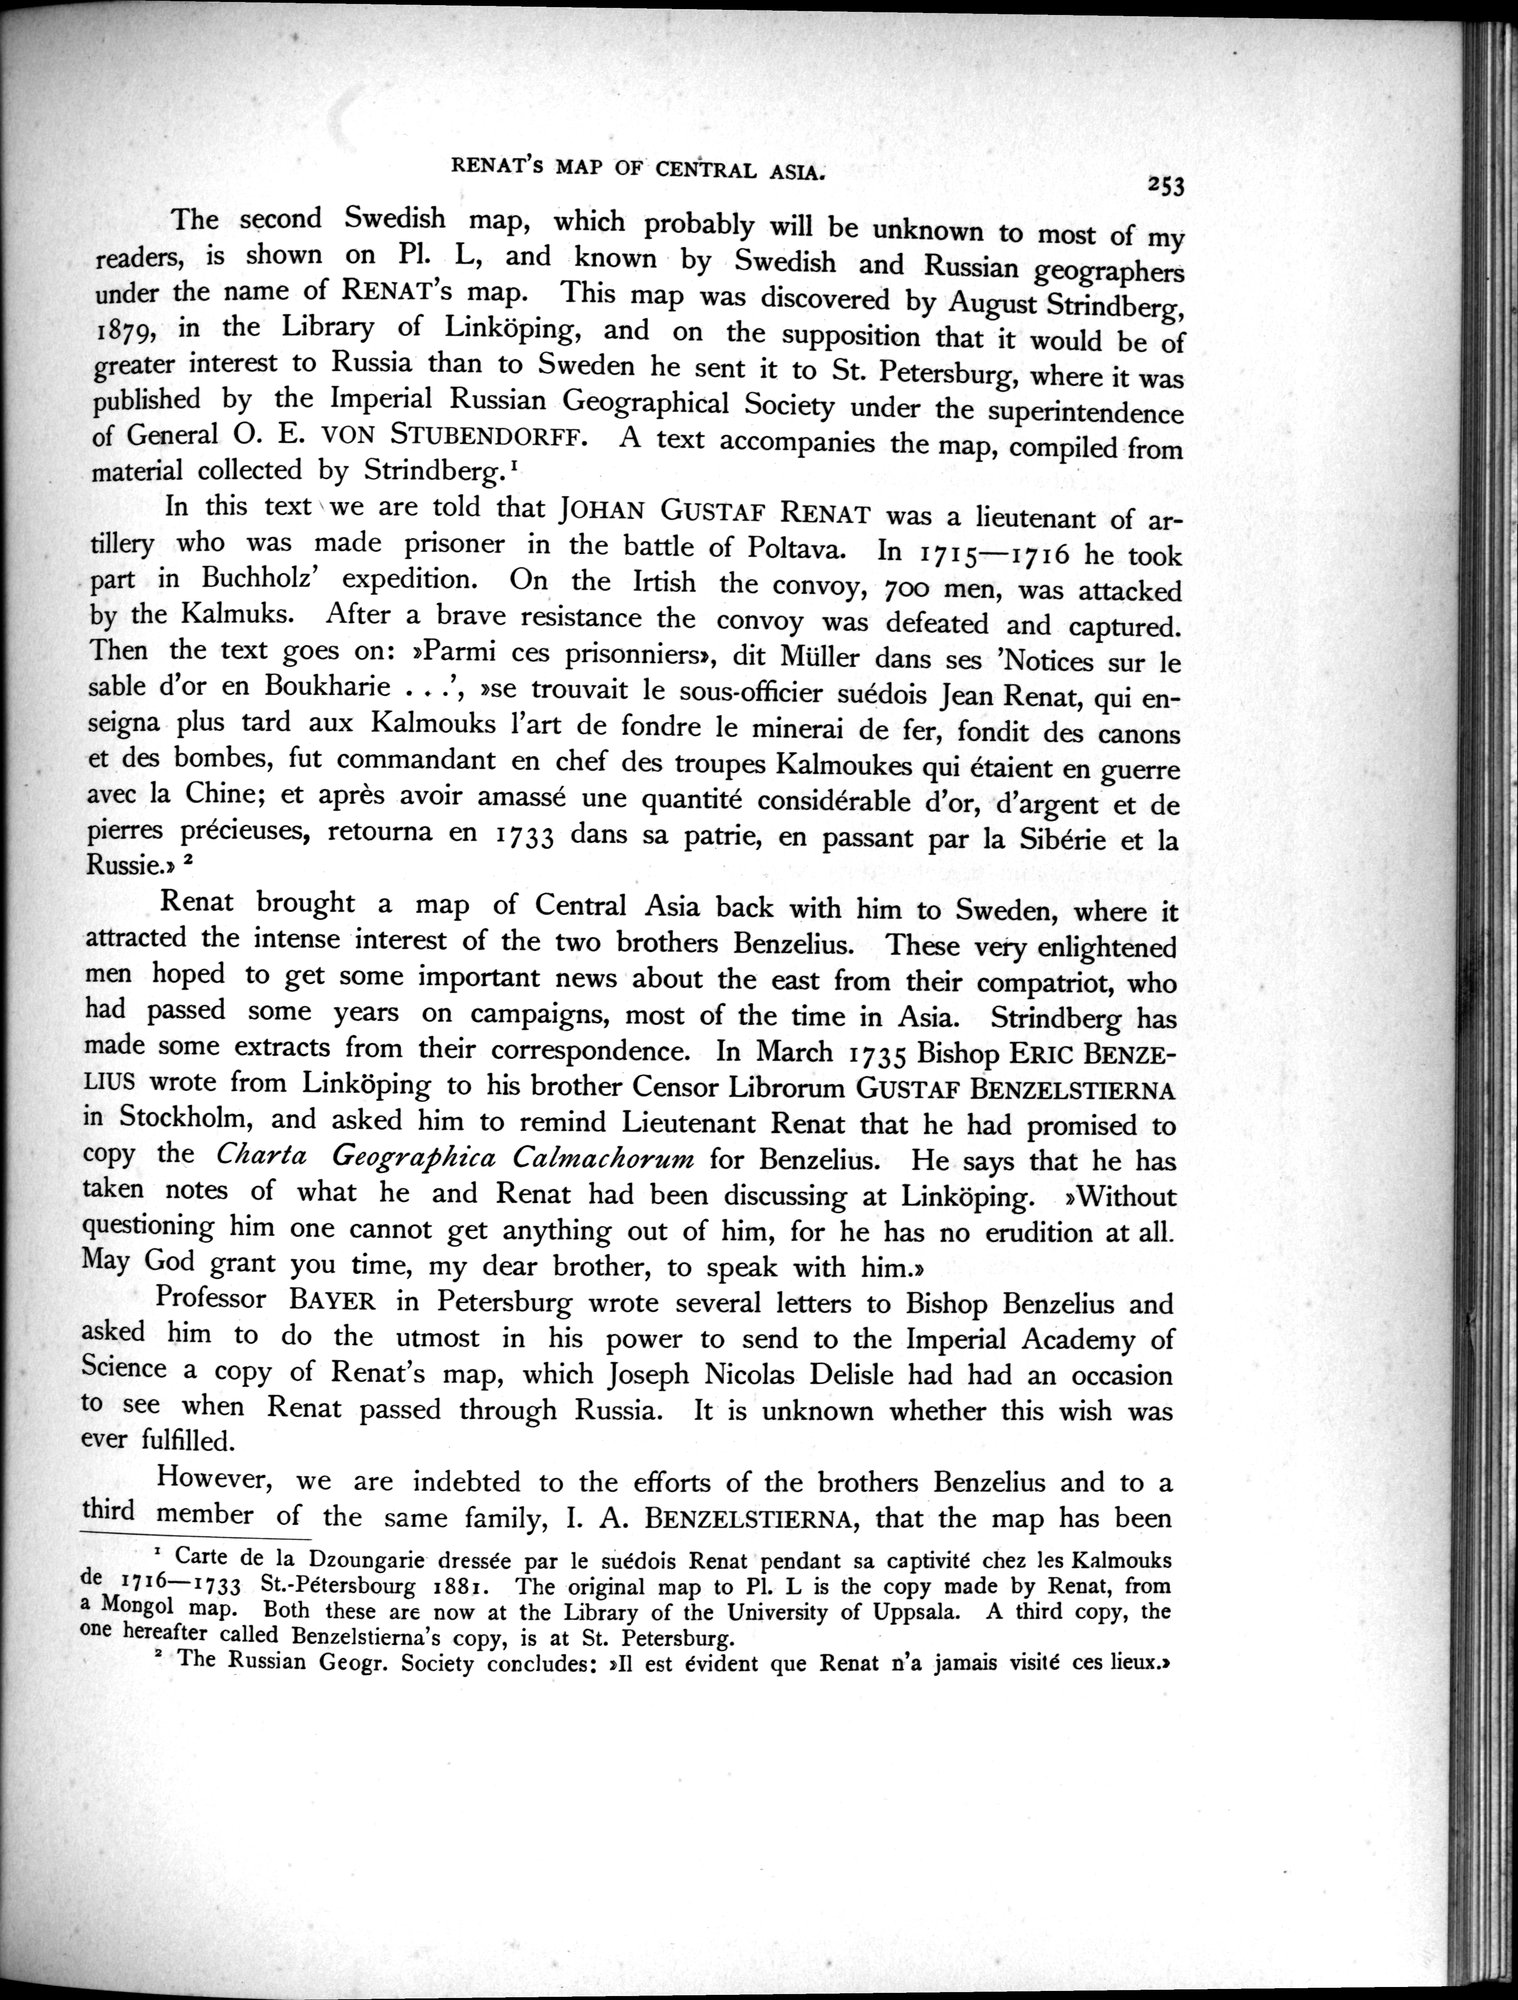 RENAT'S MAP OF CENTRAL ASIA.
253
The second Swedish map, which probably will be unknown to most of my
readers, is shown on Pl. L, and known by Swedish and Russian geographers
under the name of RENAT's map. This map was discovered by August Strindberg,
1879, in the Library of Linköping, and on the supposition that it would be of
greater interest to Russia than to Sweden he sent it to St. Petersburg, where it was
published by the Imperial Russian Geographical Society under the superintendence
of General O. E. VON STUBENDORFF. A text accompanies the map, compiled from
material collected by Strindberg.¹
In this text we are told that JOHAN GUSTAF RENAT was a lieutenant of ar-
tillery who was made prisoner in the battle of Poltava. In 1715—1716 he took
part in Buchholz' expedition. On the Irtish the convoy, 700 men, was attacked
by the Kalmuks. After a brave resistance the convoy was defeated and captured.
Then the text goes on: »Parmi ces prisonniers», dit Müller dans ses 'Notices sur le
sable d'or en Boukharie . . .', »se trouvait le sous-officier suédois Jean Renat, qui en-
seigna plus tard aux Kalmouks l'art de fondre le minerai de fer, fondit des canons
et des bombes, fut commandant en chef des troupes Kalmoukes qui étaient en guerre
avec la Chine; et après avoir amassé une quantité considérable d'or, d'argent et de
pierres précieuses, retourna en 1733 dans sa patrie, en passant par la Sibérie et la
Russie.» ²
Renat brought a map of Central Asia back with him to Sweden, where it
attracted the intense interest of the two brothers Benzelius. These very enlightened
men hoped to get some important news about the east from their compatriot, who
had passed some years on campaigns, most of the time in Asia. Strindberg has
made some extracts from their correspondence. In March 1735 Bishop ERIC BENZE-
LIUS wrote from Linköping to his brother Censor Librorum GUSTAF BENZELSTIERNA
in Stockholm, and asked him to remind Lieutenant Renat that he had promised to
copy the Charta Geographica Calmachorum for Benzelius. He says that he has
taken notes of what he and Renat had been discussing at Linköping. »Without
questioning him one cannot get anything out of him, for he has no erudition at all.
May God grant you time, my dear brother, to speak with him.»
Professor BAYER in Petersburg wrote several letters to Bishop Benzelius and
asked him to do the utmost in his power to send to the Imperial Academy of
Science a copy of Renat's map, which Joseph Nicolas Delisle had had an occasion
to see when Renat passed through Russia. It is unknown whether this wish was
ever fulfilled.
However, we are indebted to the efforts of the brothers Benzelius and to a
third member of the same family, I. A. BENZELSTIERNA, that the map has been
¹ Carte de la Dzoungarie dressée par le suédois Renat pendant sa captivité chez les Kalmouks
de 1716—1733 St.-Pétersbourg 1881. The original map to Pl. L is the copy made by Renat, from
a Mongol map. Both these are now at the Library of the University of Uppsala. A third copy, the
one hereafter called Benzelstierna's copy, is at St. Petersburg.
² The Russian Geogr. Society concludes: »Il est évident que Renat n'a jamais visité ces lieux.»